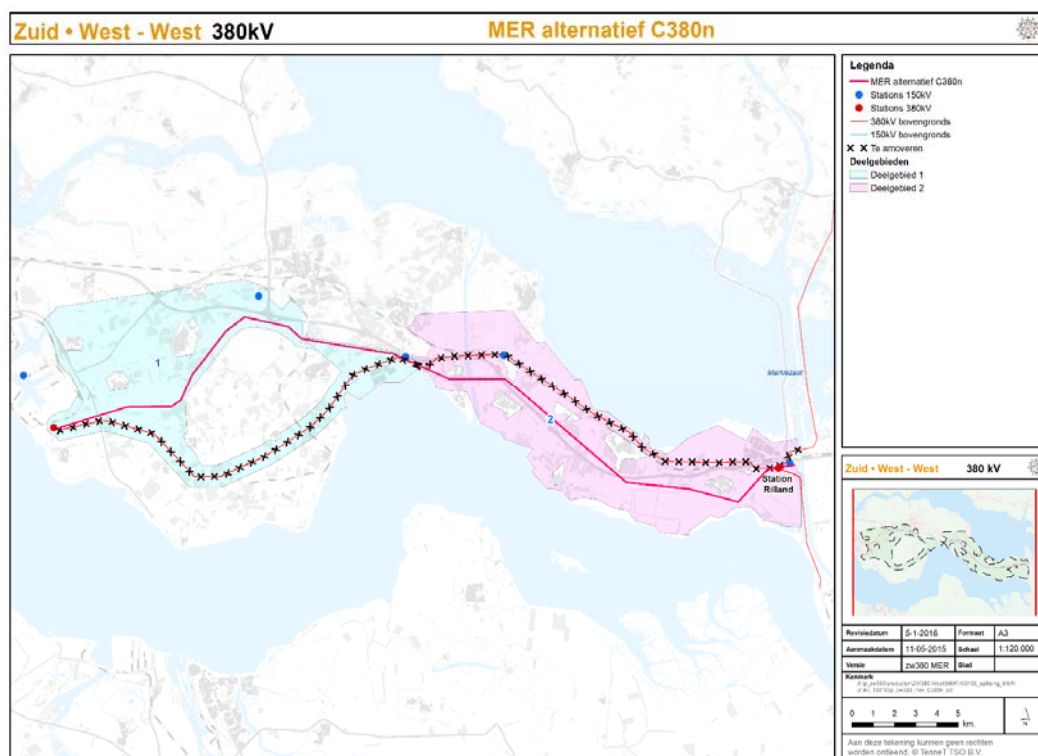 Zuid • West - West 380kV
MER alternatief C380n
Legenda
MER alternatief C380n
Stations 150kV
Stations 380kV
380kV bovengronds
150kV bovengronds
Te amoveren
Deelgebieden
Deelgebied 1
Deelgebied 2
1
2
Markiezaat
Station
Rilland
Zuid • West - West 380 kV
Revisiedatum 5-1-2016 Formaat A3
Aanmaakdatum 11-05-2015 Schaal 1:120.000
Versie zw380 MER Blad
Kenmerk
0 1 2 3 4 5
km.
N
Aan deze tekening kunnen geen rechten
worden ontleend. © TenneT TSO B.V.